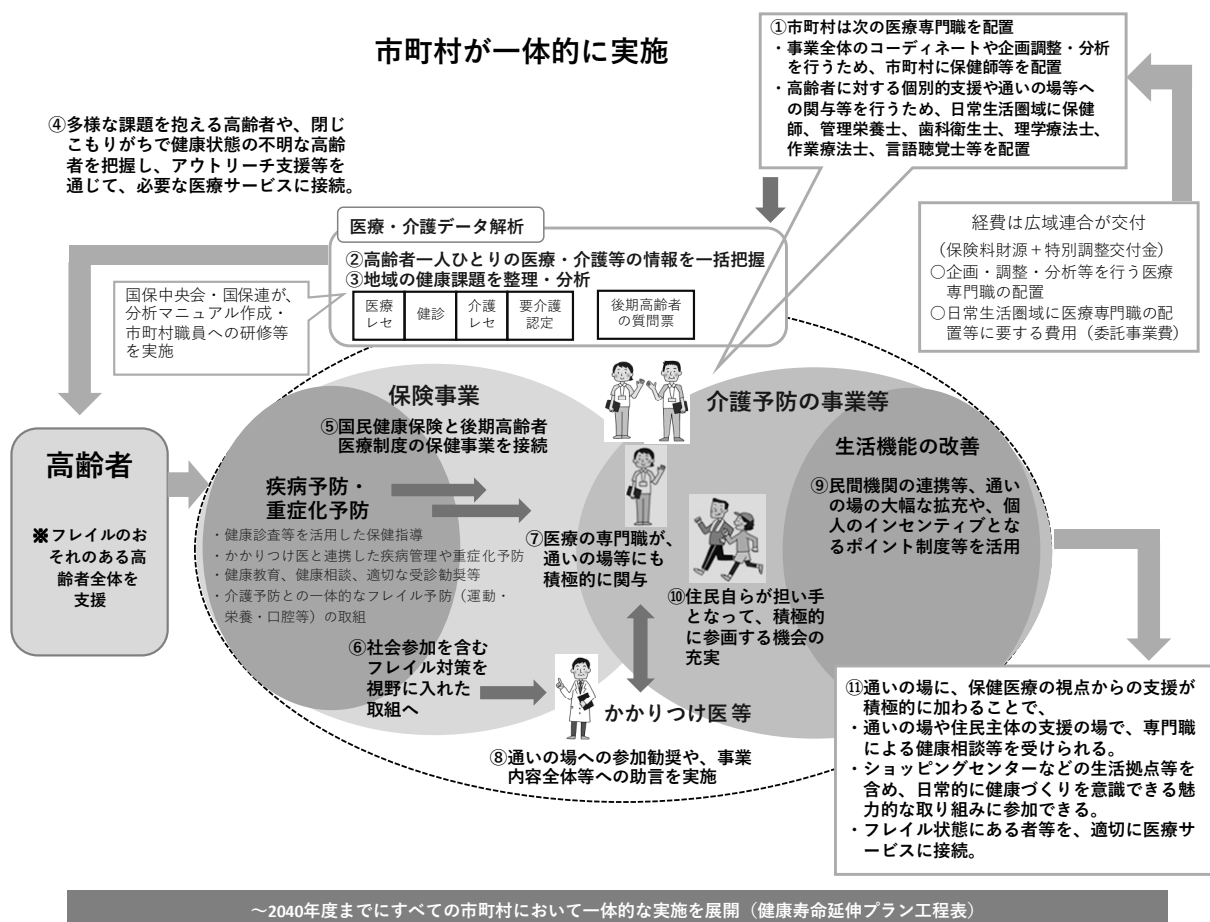 市町村が一体的に実施
①市町村は次の医療専門職を配置
・事業全体のコーディネートや企画調整・分析
を行うため、市町村に保健師等を配置
・高齢者に対する個別的支援や通いの場等へ
の関与等を行うため、日常生活圏域に保健
師、管理栄養士、歯科衛生士、理学療法士、
作業療法士、言語聴覚士等を配置
④多様な課題を抱える高齢者や、閉じ
こもりがちで健康状態の不明な高齢
者を把握し、アウトリーチ支援等を
通じて、必要な医療サービスに接続。
経費は広域連合が交付
（保険料財源＋特別調整交付金）
○企画・調整・分析等を行う医療
専門職の配置
○日常生活圏域に医療専門職の配
置等に要する費用（委託事業費）
医療・介護データ解析
②高齢者一人ひとりの医療・介護等の情報を一括把握
③地域の健康課題を整理・分析
医療
レセ
健診
介護
レセ
要介護
認定
後期高齢者
の質問票
国保中央会・国保連が、
分析マニュアル作成・
市町村職員への研修等
を実施
高齢者
※フレイルのお
それのある高
齢者全体を
支援
保険事業
⑤国民健康保険と後期高齢者
医療制度の保健事業を接続
疾病予防・
重症化予防
・健康診査等を活用した保健指導
・かかりつけ医と連携した疾病管理や重症化予防
・健康教育、健康相談、適切な受診勧奨等
・介護予防との一体的なフレイル予防（運動・
栄養・口腔等）の取組
⑥社会参加を含む
フレイル対策を
視野に入れた
取組へ
介護予防の事業等
⑦医療の専門職が、
通いの場等にも
積極的に関与
生活機能の改善
⑨民間機関の連携等、通い
の場の大幅な拡充や、個
人のインセンティブとな
るポイント制度等を活用
⑩住民自らが担い手
となって、積極的
に参画する機会の
充実
かかりつけ医等
⑧通いの場への参加勧奨や、事業
内容全体等への助言を実施
⑪通いの場に、保健医療の視点からの支援が
積極的に加わることで、
・通いの場や住民主体の支援の場で、専門職
による健康相談等を受けられる。
・ショッピングセンターなどの生活拠点等を
含め、日常的に健康づくりを意識できる魅
力的な取り組みに参加できる。
・フレイル状態にある者等を、適切に医療サ
ービスに接続。
～2040年度までにすべての市町村において一体的な実施を展開（健康寿命延伸プラン工程表）